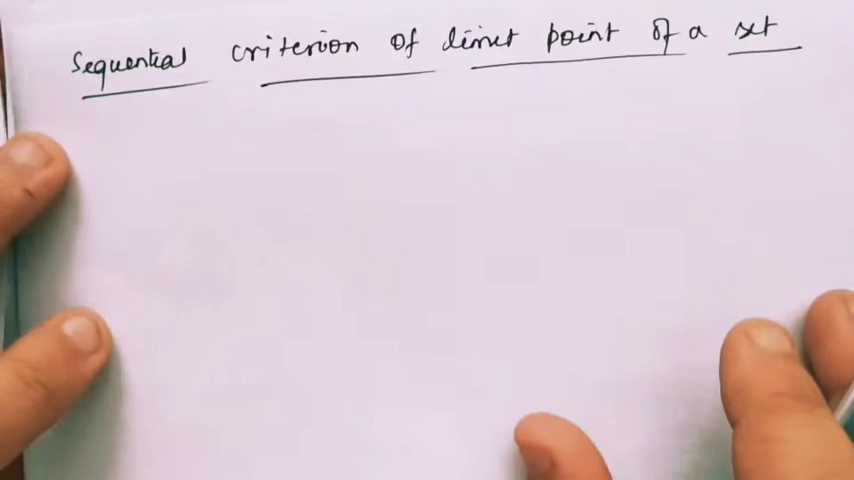 Sequential criterion of limit point of a set